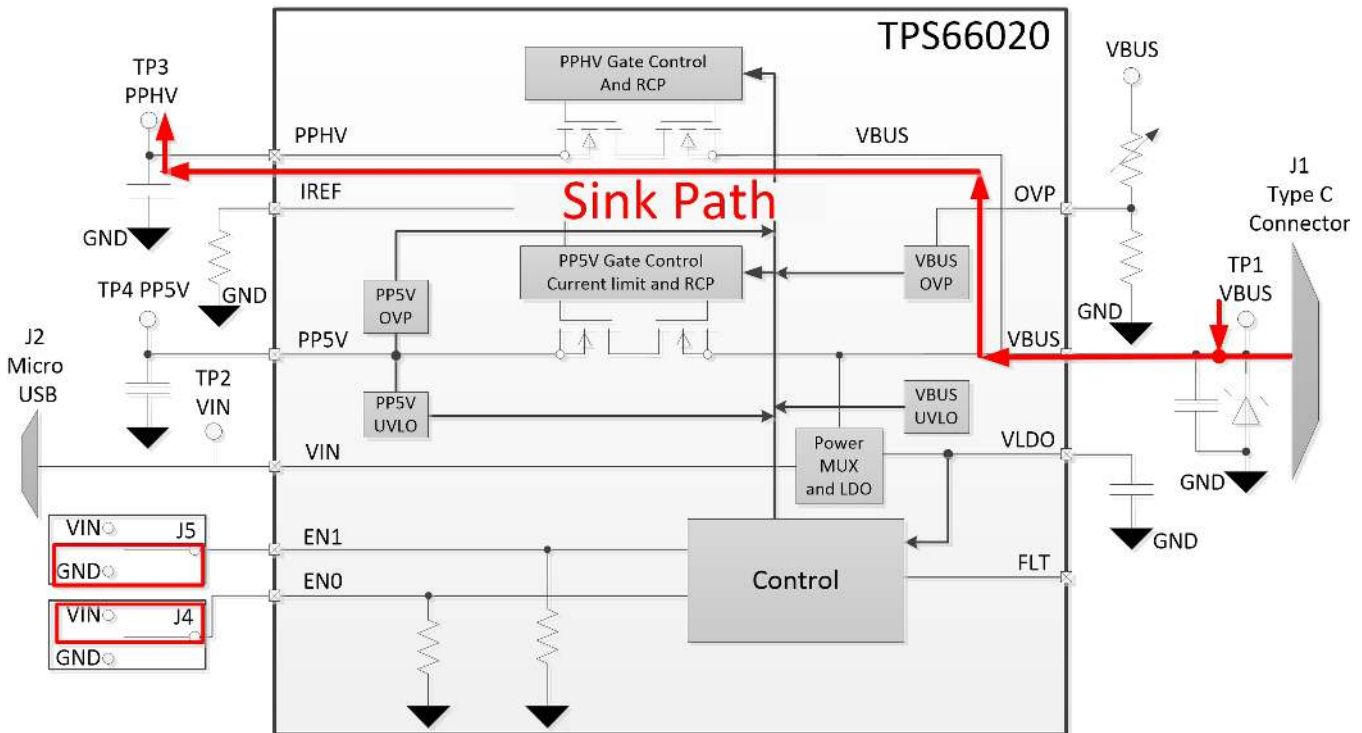 TPS66020
TP3
PPHV
PPHV Gate Control
And RCP
VBUS
PPHV
VBUS
IREF
Sink Path
OVP
J1
Type C
Connector
GND
GND
TP4 PP5V
PP5V
OVP
PP5V Gate Control
Current limit and RCP
VBUS
OVP
GND
TP1
VBUS
J2
Micro
USB
PP5V
VBUS
TP2
VIN
PP5V
UVLO
VBUS
UVLO
VIN
Power
MUX
and LDO
VLDO
GND
GND
VIN
J5
GND
EN1
EN0
VIN
J4
GND
Control
FLT